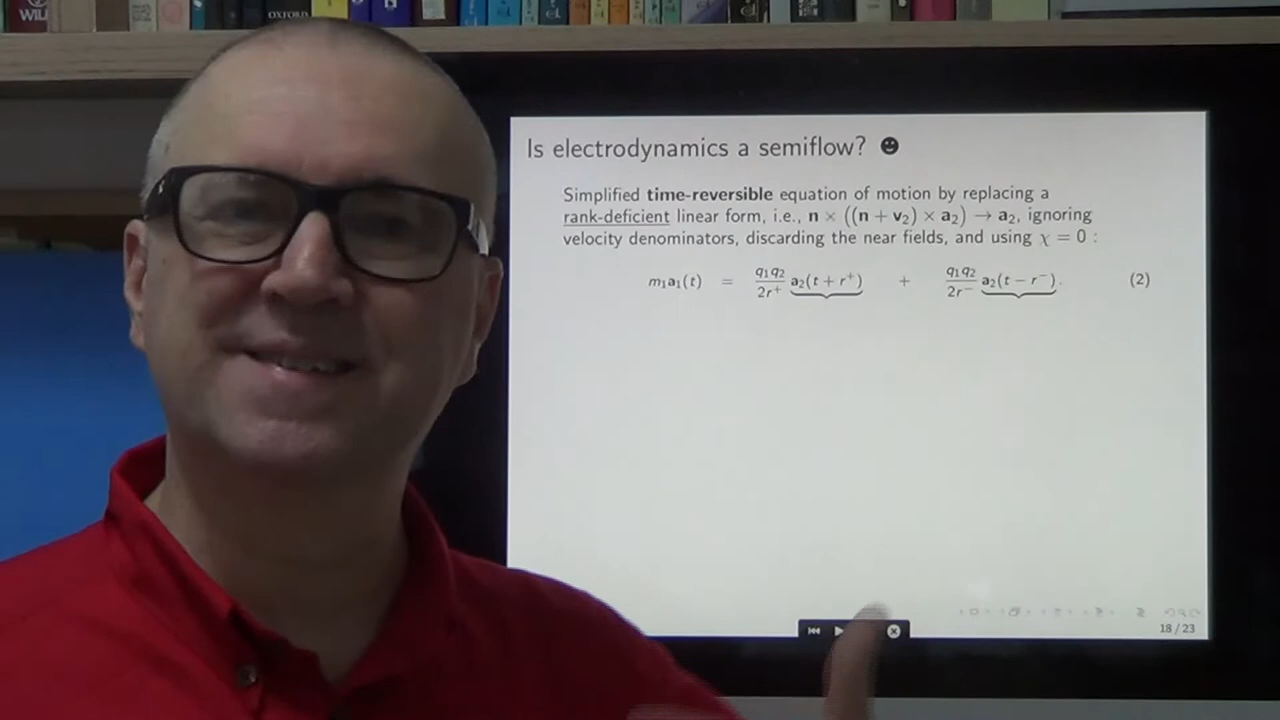 WIL
OXFORD
Is electrodynamics a semiflow? ☻
Simplified time-reversible equation of motion by replacing a
rank-deficient linear form, i.e., n × ((n + v₂) × a₂) → a₂, ignoring
velocity denominators, discarding the near fields, and using χ = 0 :
m₁a₁(t) = q₁q₂/2r⁺ a₂(t + r⁺) + q₁q₂/2r⁻ a₂(t − r⁻). (2)
18 / 23